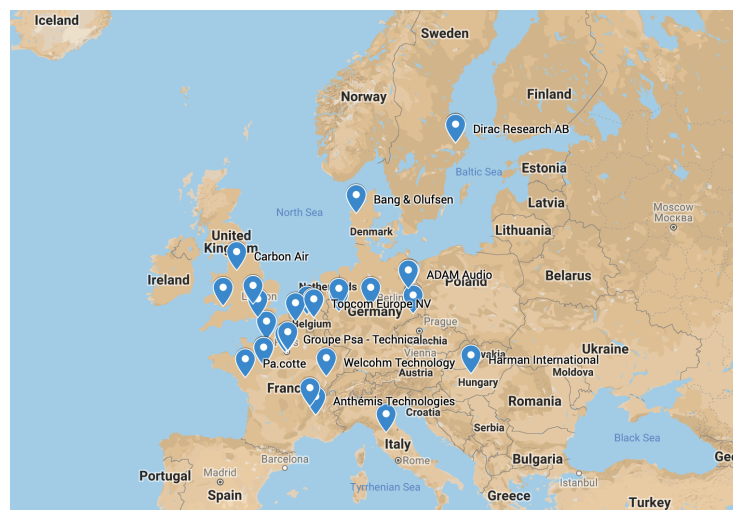 Iceland
Sweden
Finland
Norway
Dirac Research AB
Estonia
Baltic Sea
Bang & Olufsen
Latvia
North Sea
Moscow
Москва
Denmark
Lithuania
United
Kingdom
Carbon Air
Ireland
ADAM Audio
Belarus
Poland
Topcom Europe NV
Germany
Belgium
Prague
Groupe Psa - Technical
Ukraine
Vienna
Harman International
Pa.cotte
Welcohm Technology
Austria
Moldova
Hungary
Anthémis Technologies
Romania
Croatia
Serbia
Black Sea
Italy
Bulgaria
Barcelona
Rome
Portugal
Madrid
Istanbul
Spain
Tyrrhenian Sea
Greece
Turkey